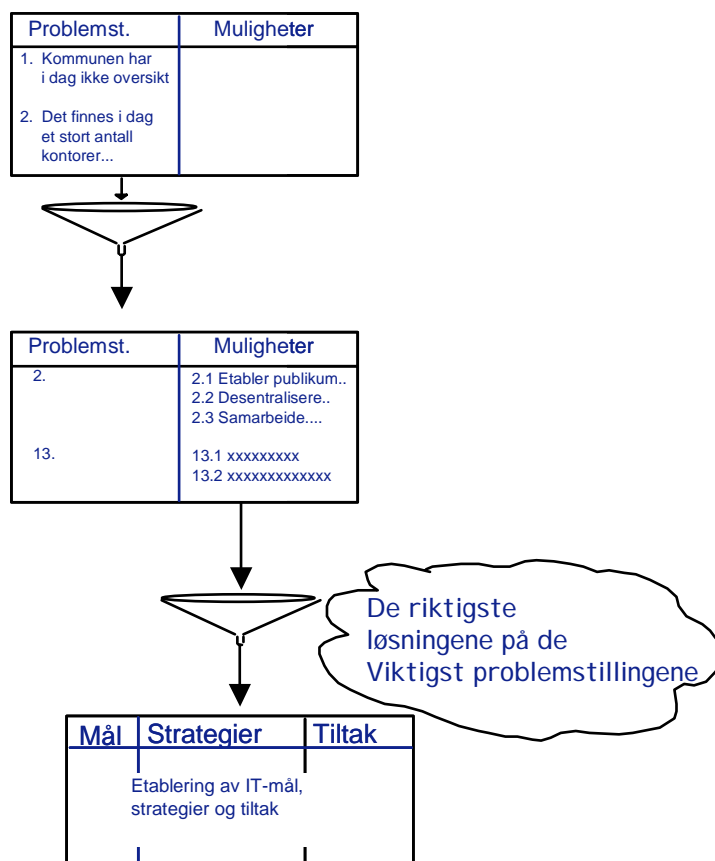 Problemst. Muligheter
1. Kommunen har
i dag ikke oversikt
2. Det finnes i dag
et stort antall
kontorer...
Problemst. Muligheter
2. 2.1 Etabler publikum..
2.2 Desentralisere..
2.3 Samarbeide....
13. 13.1 xxxxxxxxx
13.2 xxxxxxxxxxxxx
De riktigste
løsningene på de
Viktigst problemstillingene
Mål Strategier Tiltak
Etablering av IT-mål,
strategier og tiltak